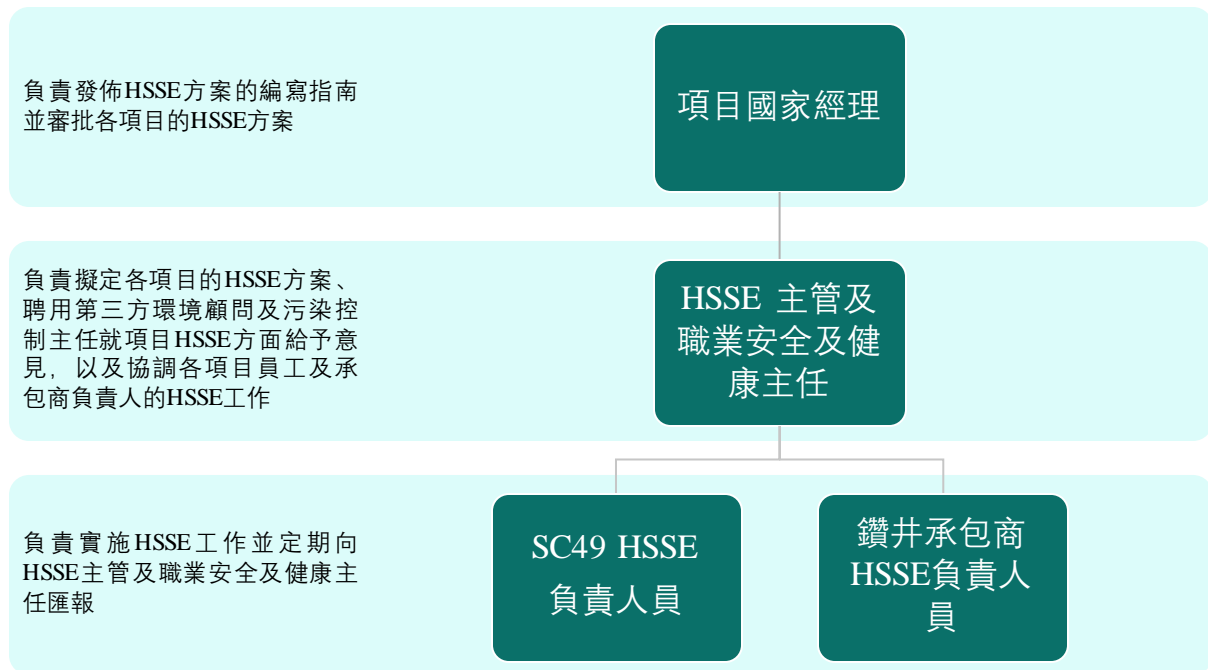 負責發佈HSSE方案的編寫指南
並審批各項目的HSSE方案
項目國家經理
負責擬定各項目的HSSE方案、
聘用第三方環境顧問及污染控
制主任就項目HSSE方面給予意
見，以及協調各項目員工及承
包商負責人的HSSE工作
HSSE 主管及
職業安全及健
康主任
負責實施HSSE工作並定期向
HSSE主管及職業安全及健康主
任匯報
SC49 HSSE
負責人員
鑽井承包商
HSSE負責人
員